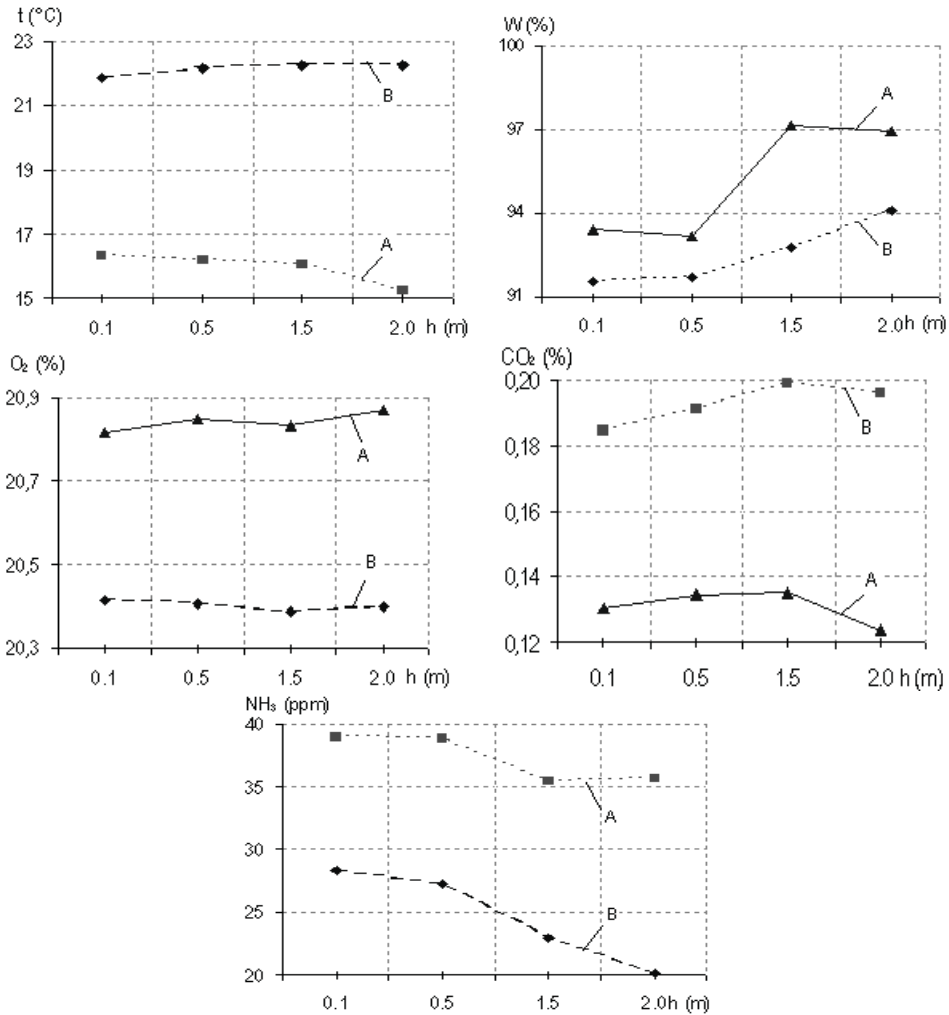 t (°C)
23
21
19
17
15
B
A
0.1 0.5 1.5 2.0 h (m)
W (%)
100
97
94
91
A
B
0.1 0.5 1.5 2.0 h (m)
O₂ (%)
20,9
20,7
20,5
20,3
A
B
0.1 0.5 1.5 2.0 h (m)
CO₂ (%)
0,20
0,18
0,16
0,14
0,12
B
A
0.1 0.5 1.5 2.0 h (m)
NH₃ (ppm)
40
35
30
25
20
A
B
0.1 0.5 1.5 2.0 h (m)